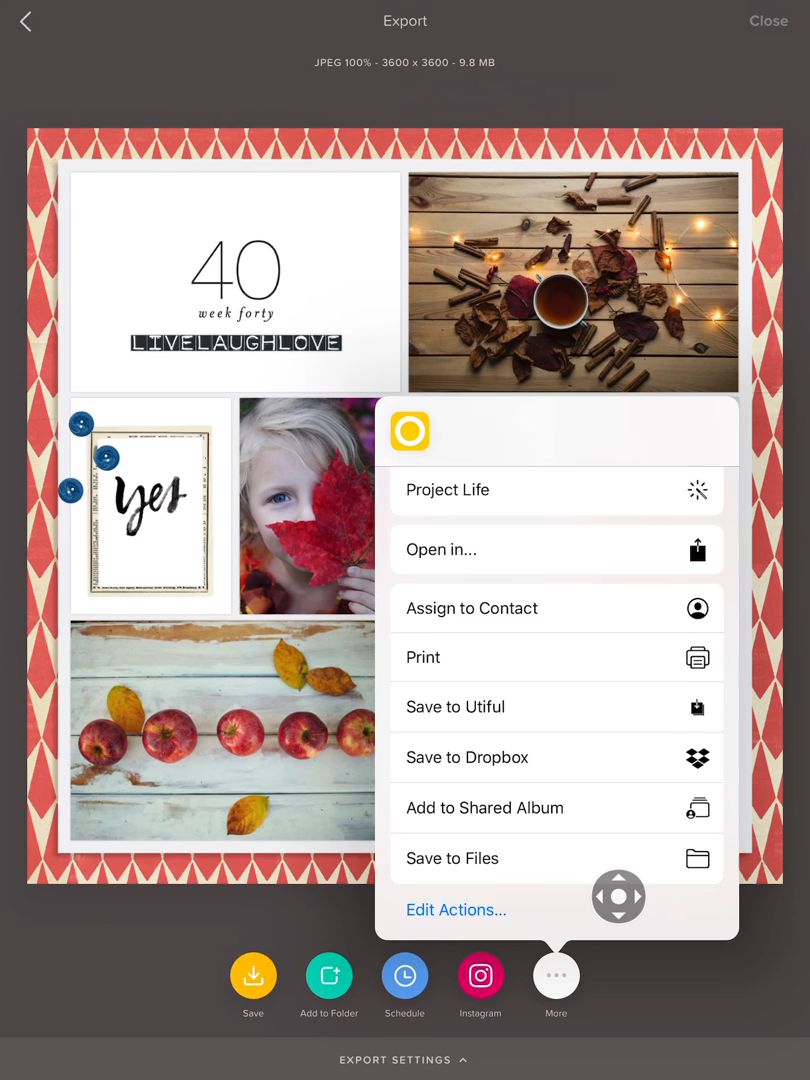 Export
Close
JPEG 100% - 3600 x 3600 - 9.8 MB
40
week forty
LIVELAUGHLOVE
yes
Project Life
Open in...
Assign to Contact
Print
Save to Utiful
Save to Dropbox
Add to Shared Album
Save to Files
Edit Actions...
Save
Add to Folder
Schedule
Instagram
More
EXPORT SETTINGS